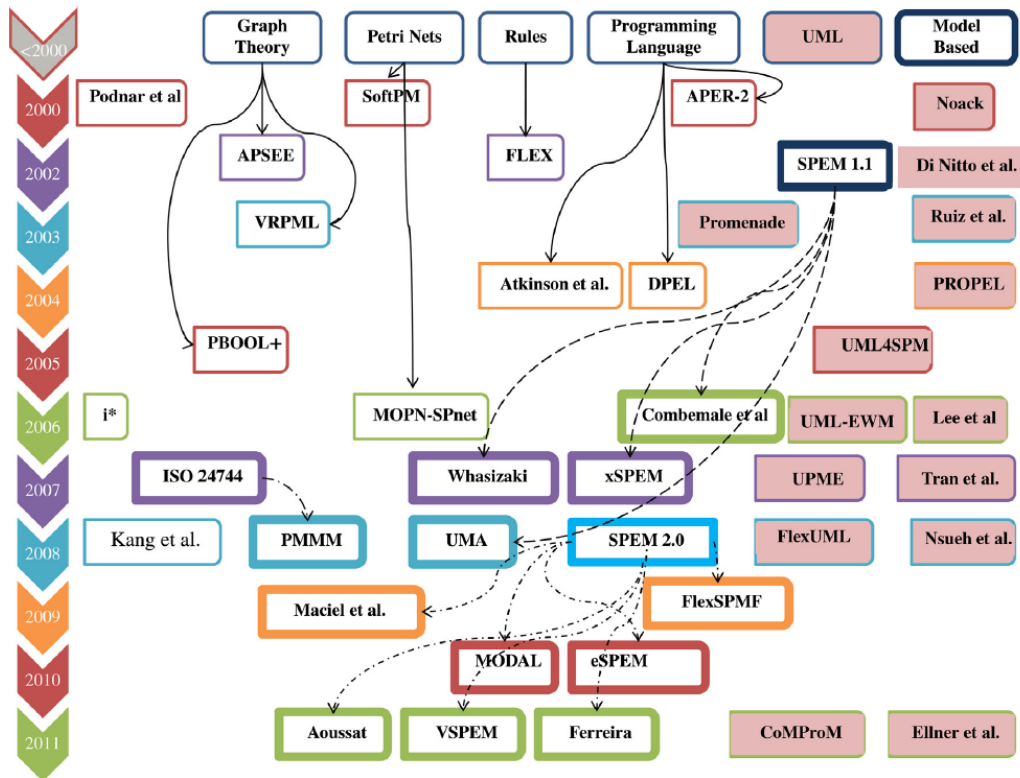 <2000
Graph
Theory
Petri Nets
Rules
Programming
Language
UML
Model
Based
2000
Podnar et al
SoftPM
APER-2
Noack
2002
APSEE
FLEX
SPEM 1.1
Di Nitto et al.
2003
VRPML
Promenade
Ruiz et al.
2004
Atkinson et al.
DPEL
PROPEL
2005
PBOOL+
UML4SPM
2006
i*
MOPN-SPnet
Combemale et al
UML-EWM
Lee et al
2007
ISO 24744
Whasizaki
xSPEM
UPME
Tran et al.
2008
Kang et al.
PMMM
UMA
SPEM 2.0
FlexUML
Nsueh et al.
2009
Maciel et al.
FlexSPMF
2010
MODAL
eSPEM
2011
Aoussat
VSPEM
Ferreira
CoMProM
Ellner et al.